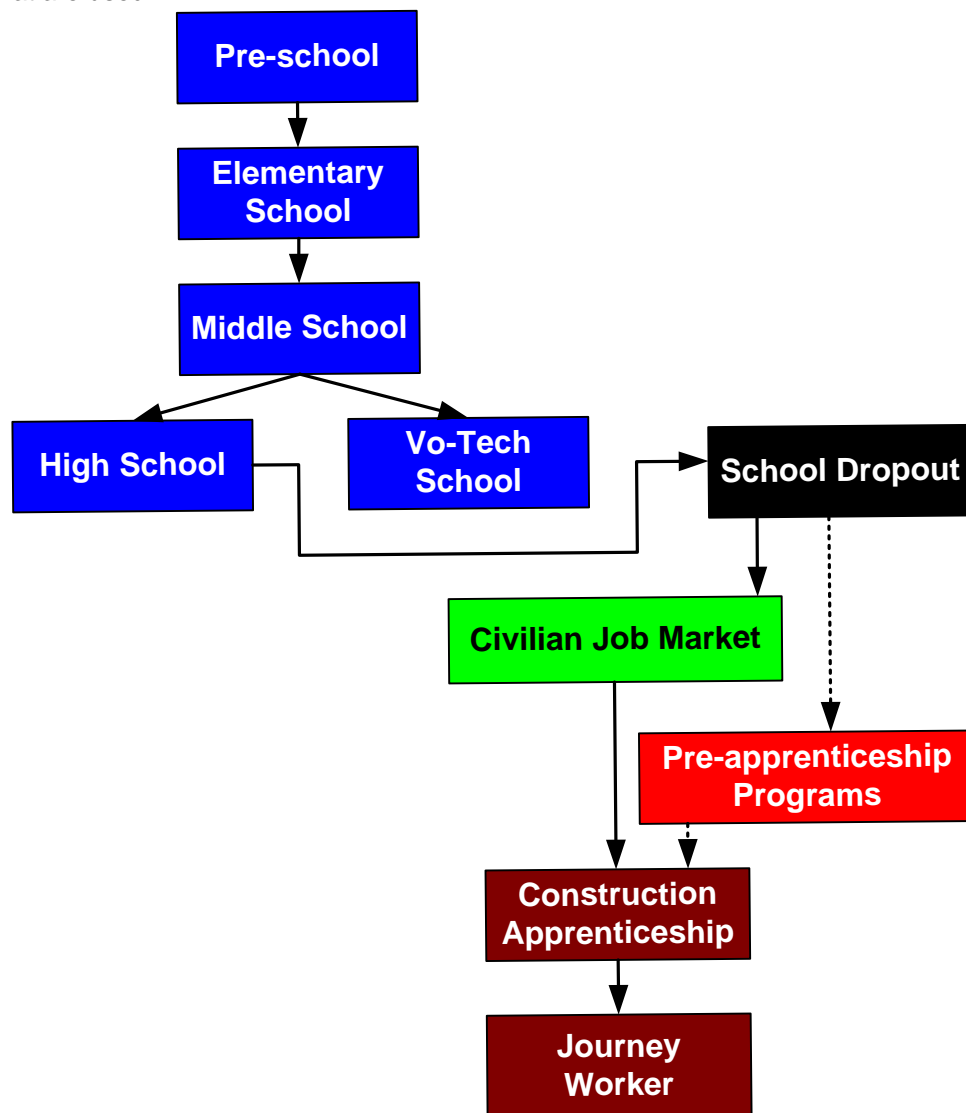 Pre-school
Elementary
School
Middle School
High School
Vo-Tech
School
School Dropout
Civilian Job Market
Pre-apprenticeship
Programs
Construction
Apprenticeship
Journey
Worker